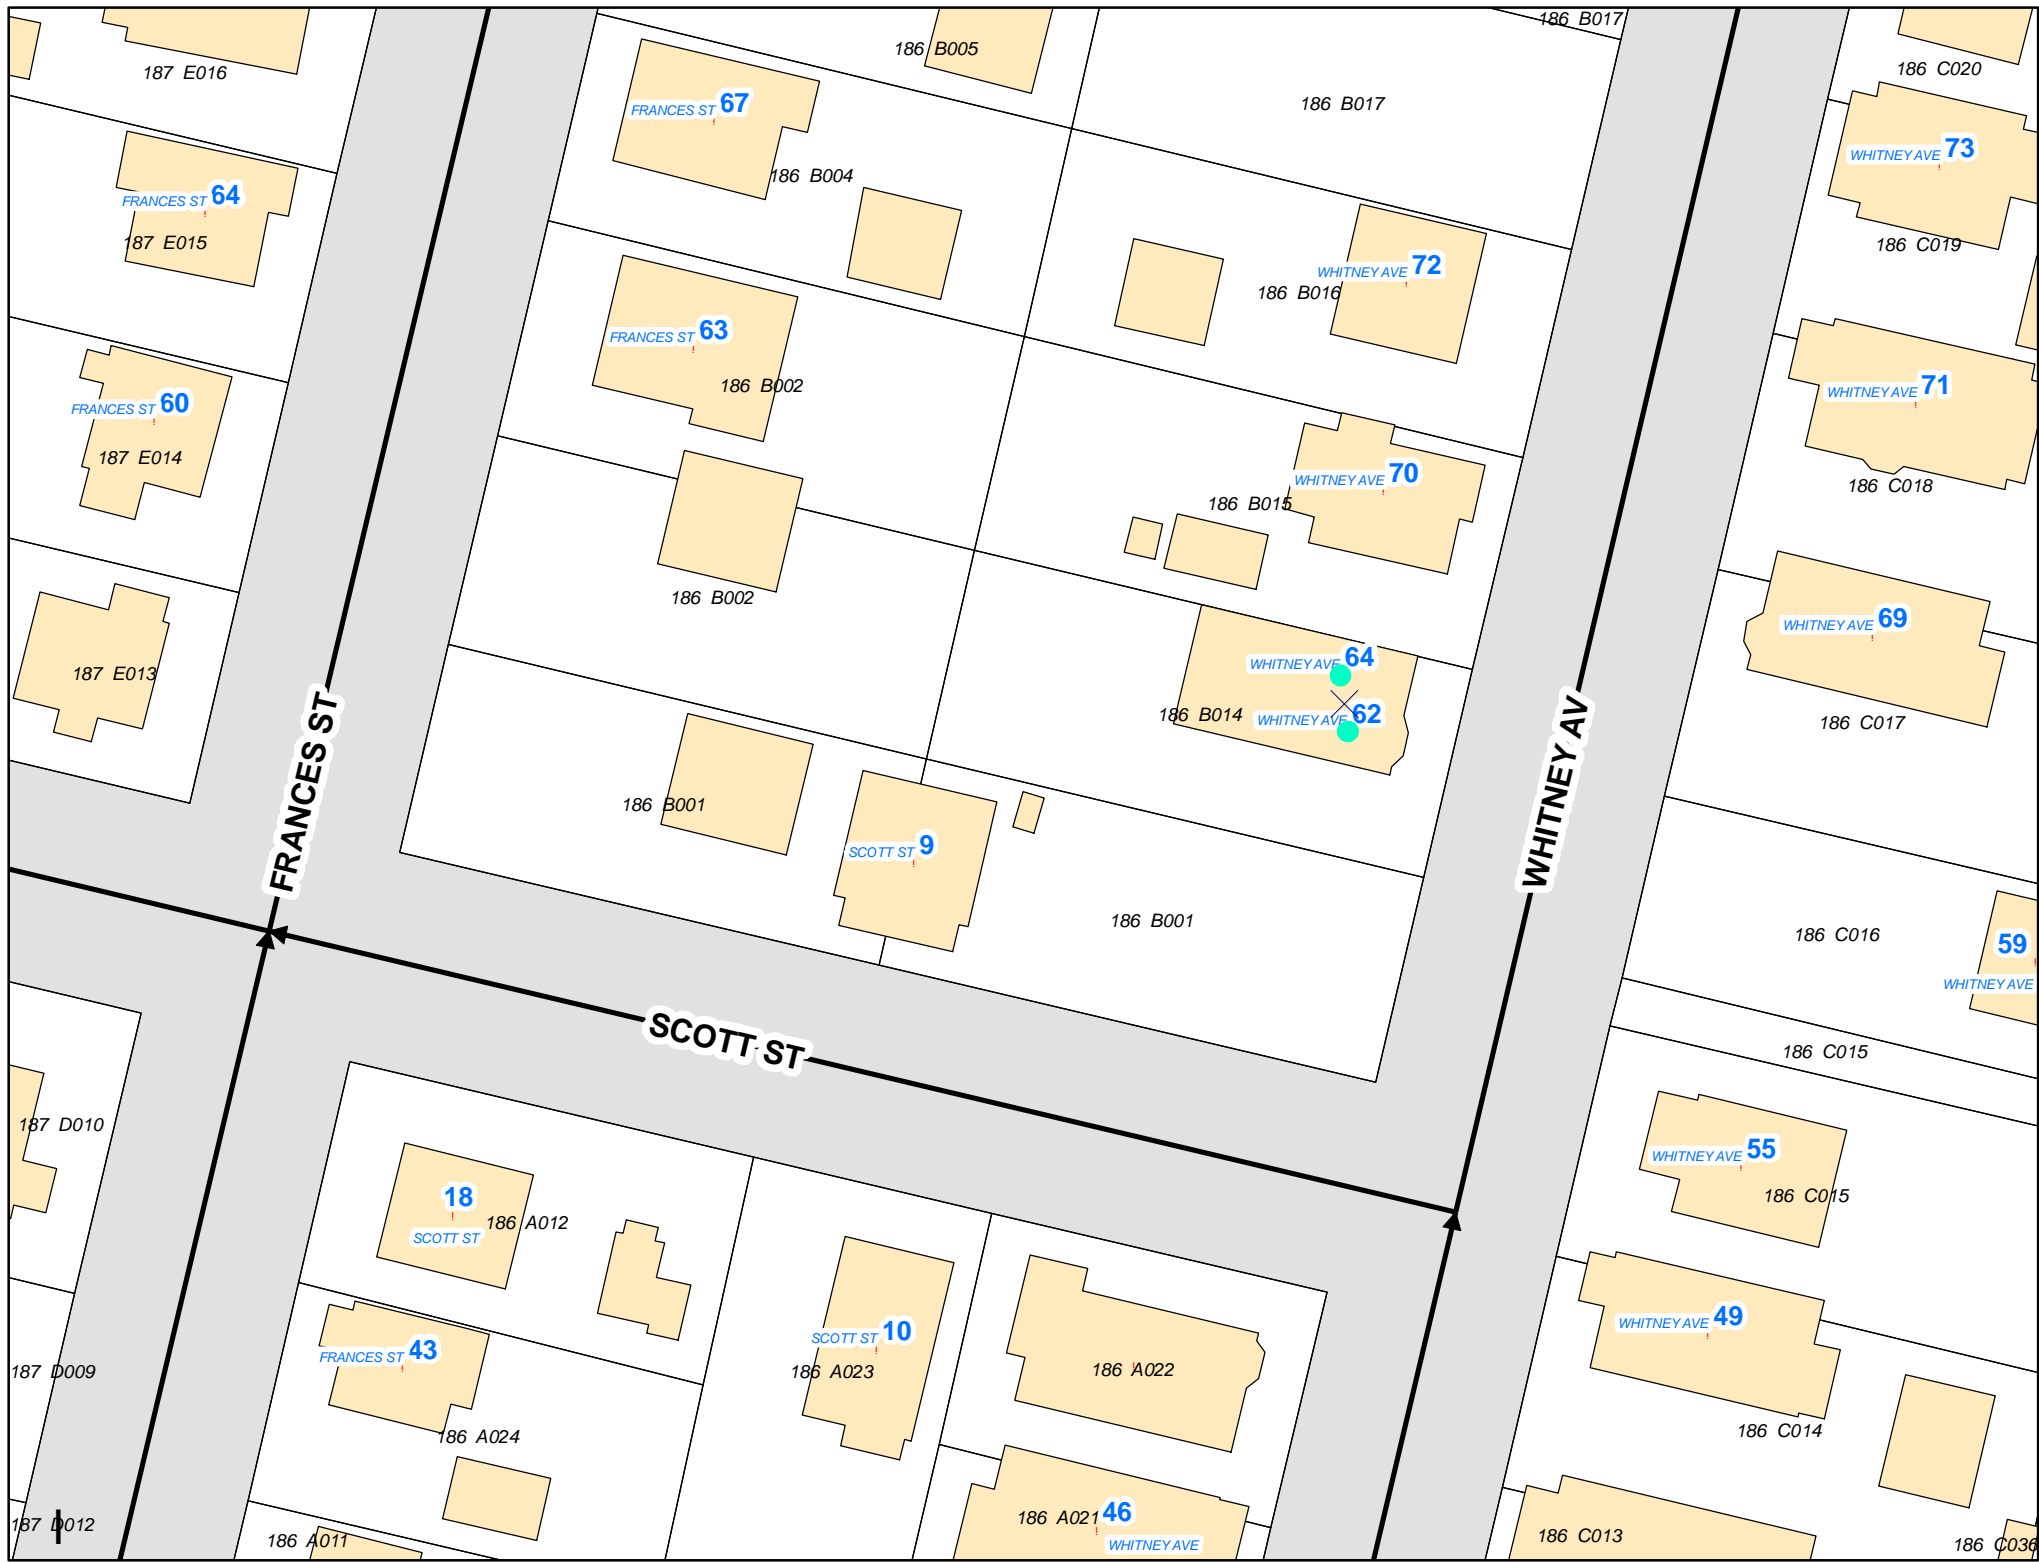 186 B017
186 B005
187 E016
186 C020
FRANCES ST 67
186 B017
WHITNEY AVE 73
186 B004
FRANCES ST 64
187 E015
186 C019
WHITNEY AVE 72
186 B016
FRANCES ST 63
186 B002
WHITNEY AVE 71
FRANCES ST 60
187 E014
WHITNEY AVE 70
186 B015
186 C018
186 B002
WHITNEY AVE 69
187 E013
WHITNEY AVE 64
186 B014
WHITNEY AVE 62
186 C017
FRANCES ST
WHITNEY AV
186 B001
SCOTT ST 9
186 B001
186 C016
59
WHITNEY AVE
SCOTT ST
186 C015
187 D010
WHITNEY AVE 55
186 C015
18
186 A012
SCOTT ST
WHITNEY AVE 49
SCOTT ST 10
FRANCES ST 43
187 D009
186 A023
186 A022
186 A024
186 C014
187 D012
186 A021 46
WHITNEY AVE
186 A011
186 C013
186 C036